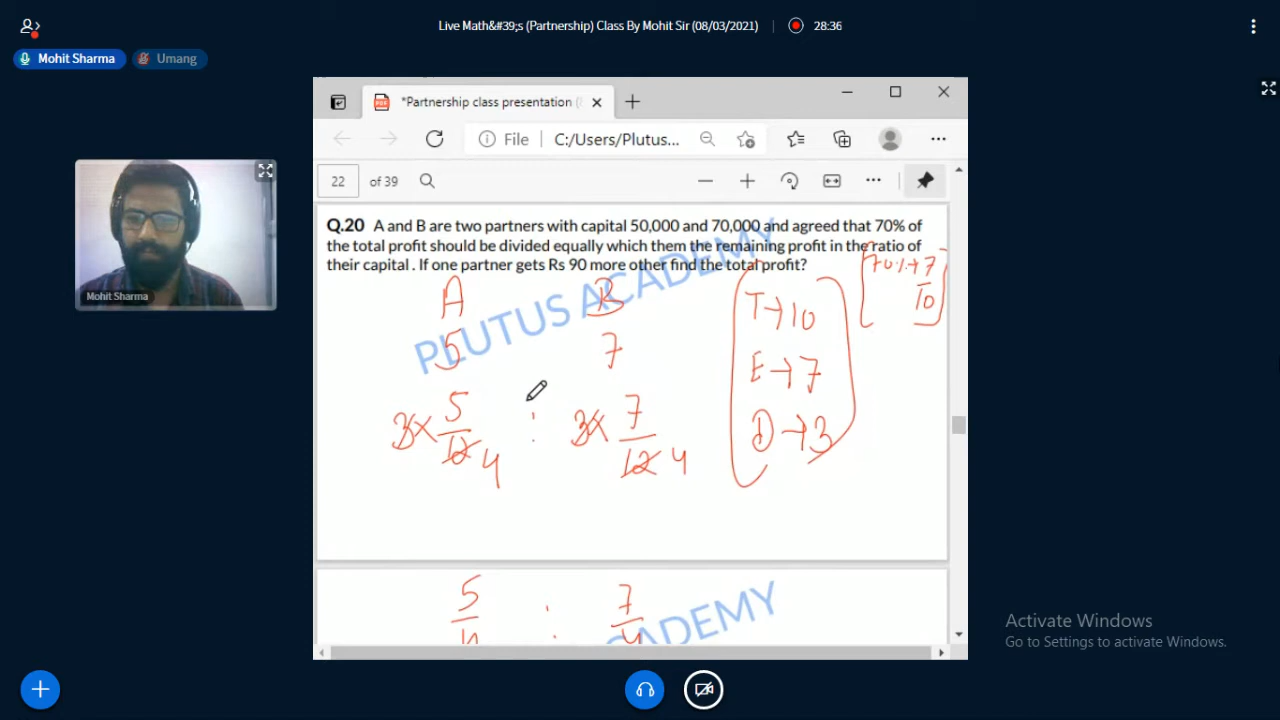 Live Math&#39;s (Partnership) Class By Mohit Sir (08/03/2021)
28:36
Mohit Sharma
Umang
*Partnership class presentation (
File
C:/Users/Plutus...
22
of 39
Q.20 A and B are two partners with capital 50,000 and 70,000 and agreed that 70% of
the total profit should be divided equally which them the remaining profit in the ratio of
their capital . If one partner gets Rs 90 more other find the total profit?
PLUTUS ACADEMY
A B
5 7
3× 5/12 4 : 3× 7/12 4
70%→7/10
T→10
E→7
D→3
5/4 : 7/4
ACADEMY
Mohit Sharma
Activate Windows
Go to Settings to activate Windows.